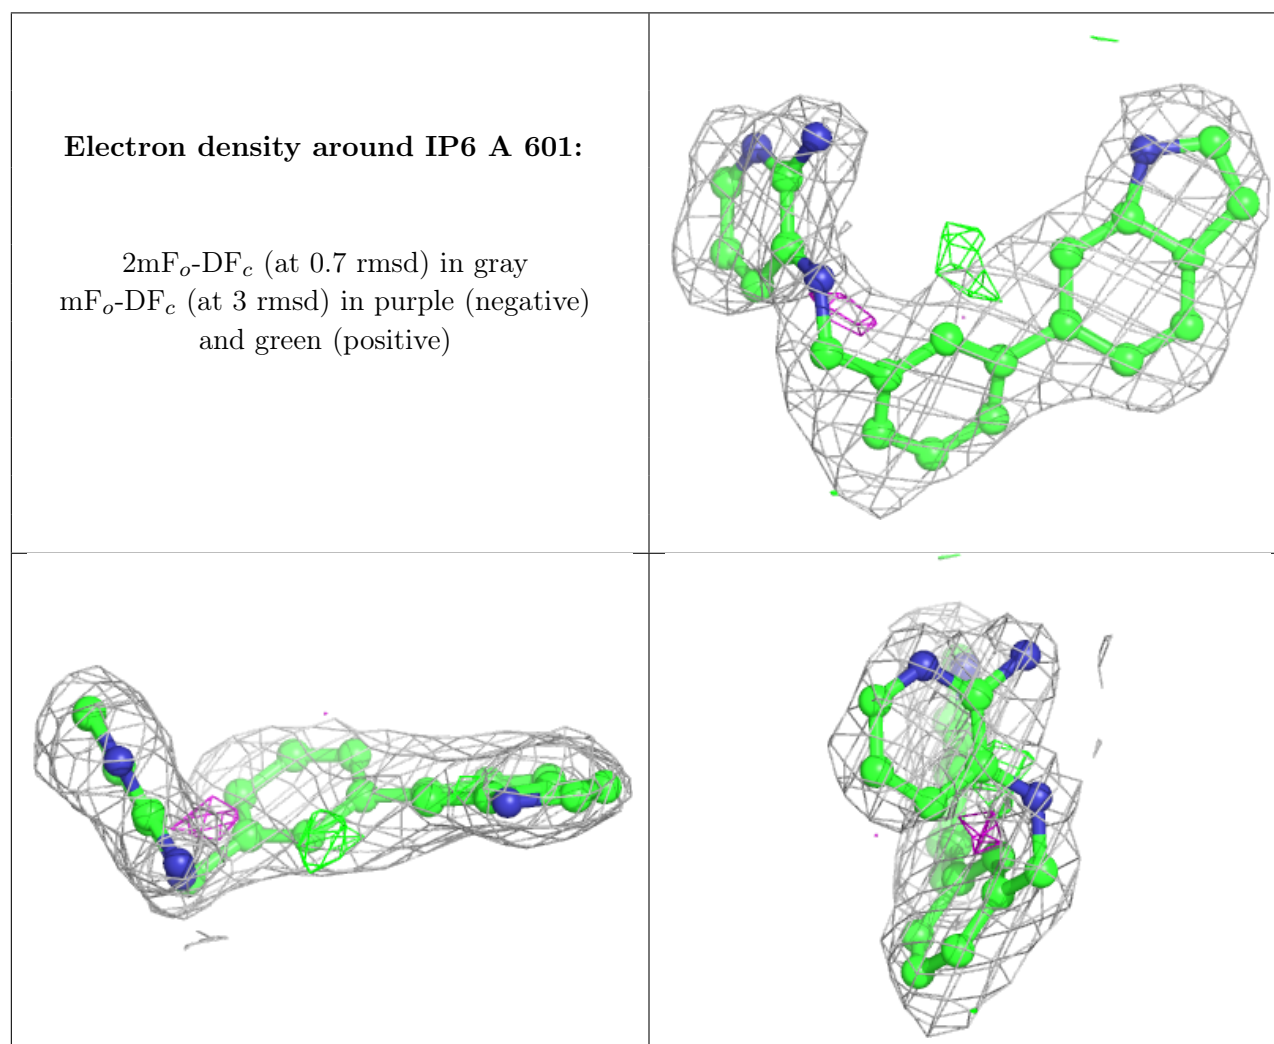 Electron density around IP6 A 601:
2mFo-DFc (at 0.7 rmsd) in gray
mFo-DFc (at 3 rmsd) in purple (negative)
and green (positive)